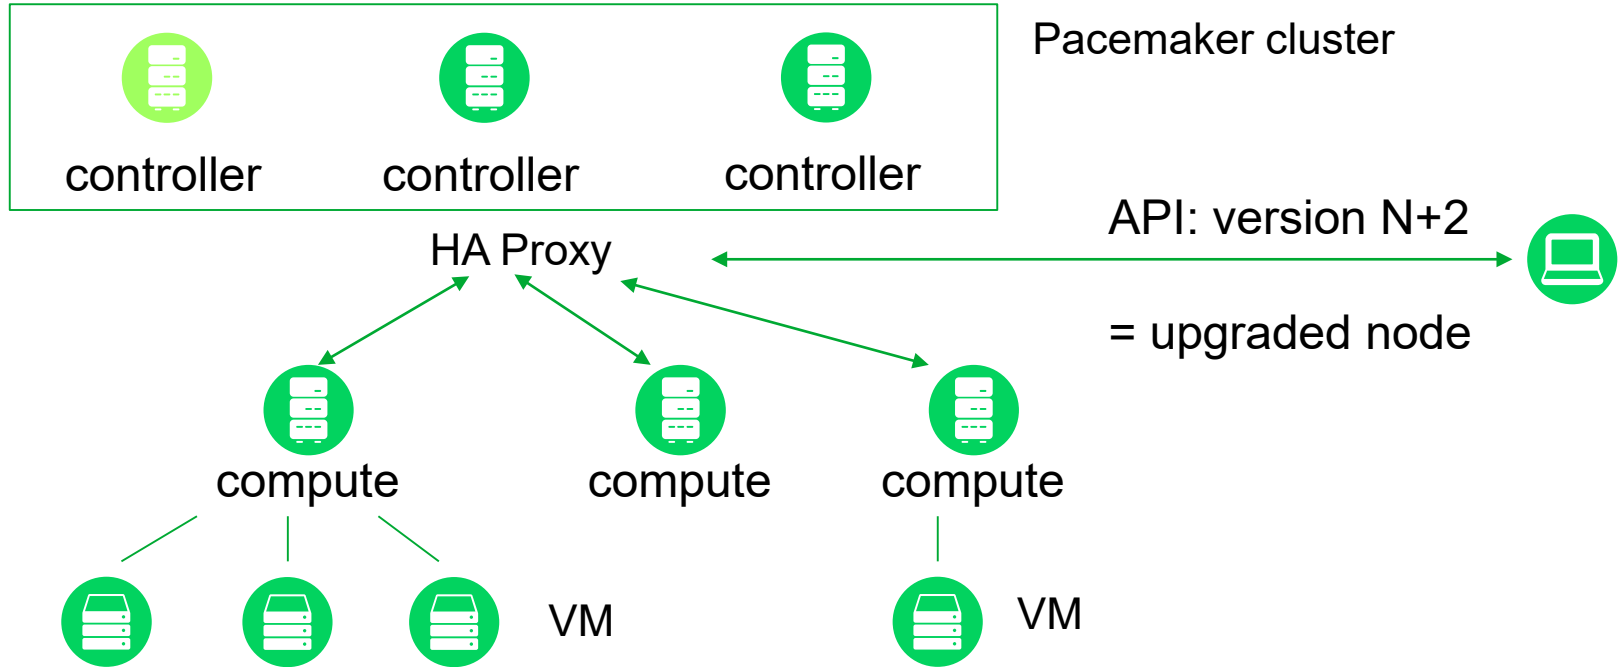 Pacemaker cluster
controller
controller
controller
API: version N+2
HA Proxy
= upgraded node
compute
compute
compute
VM
VM